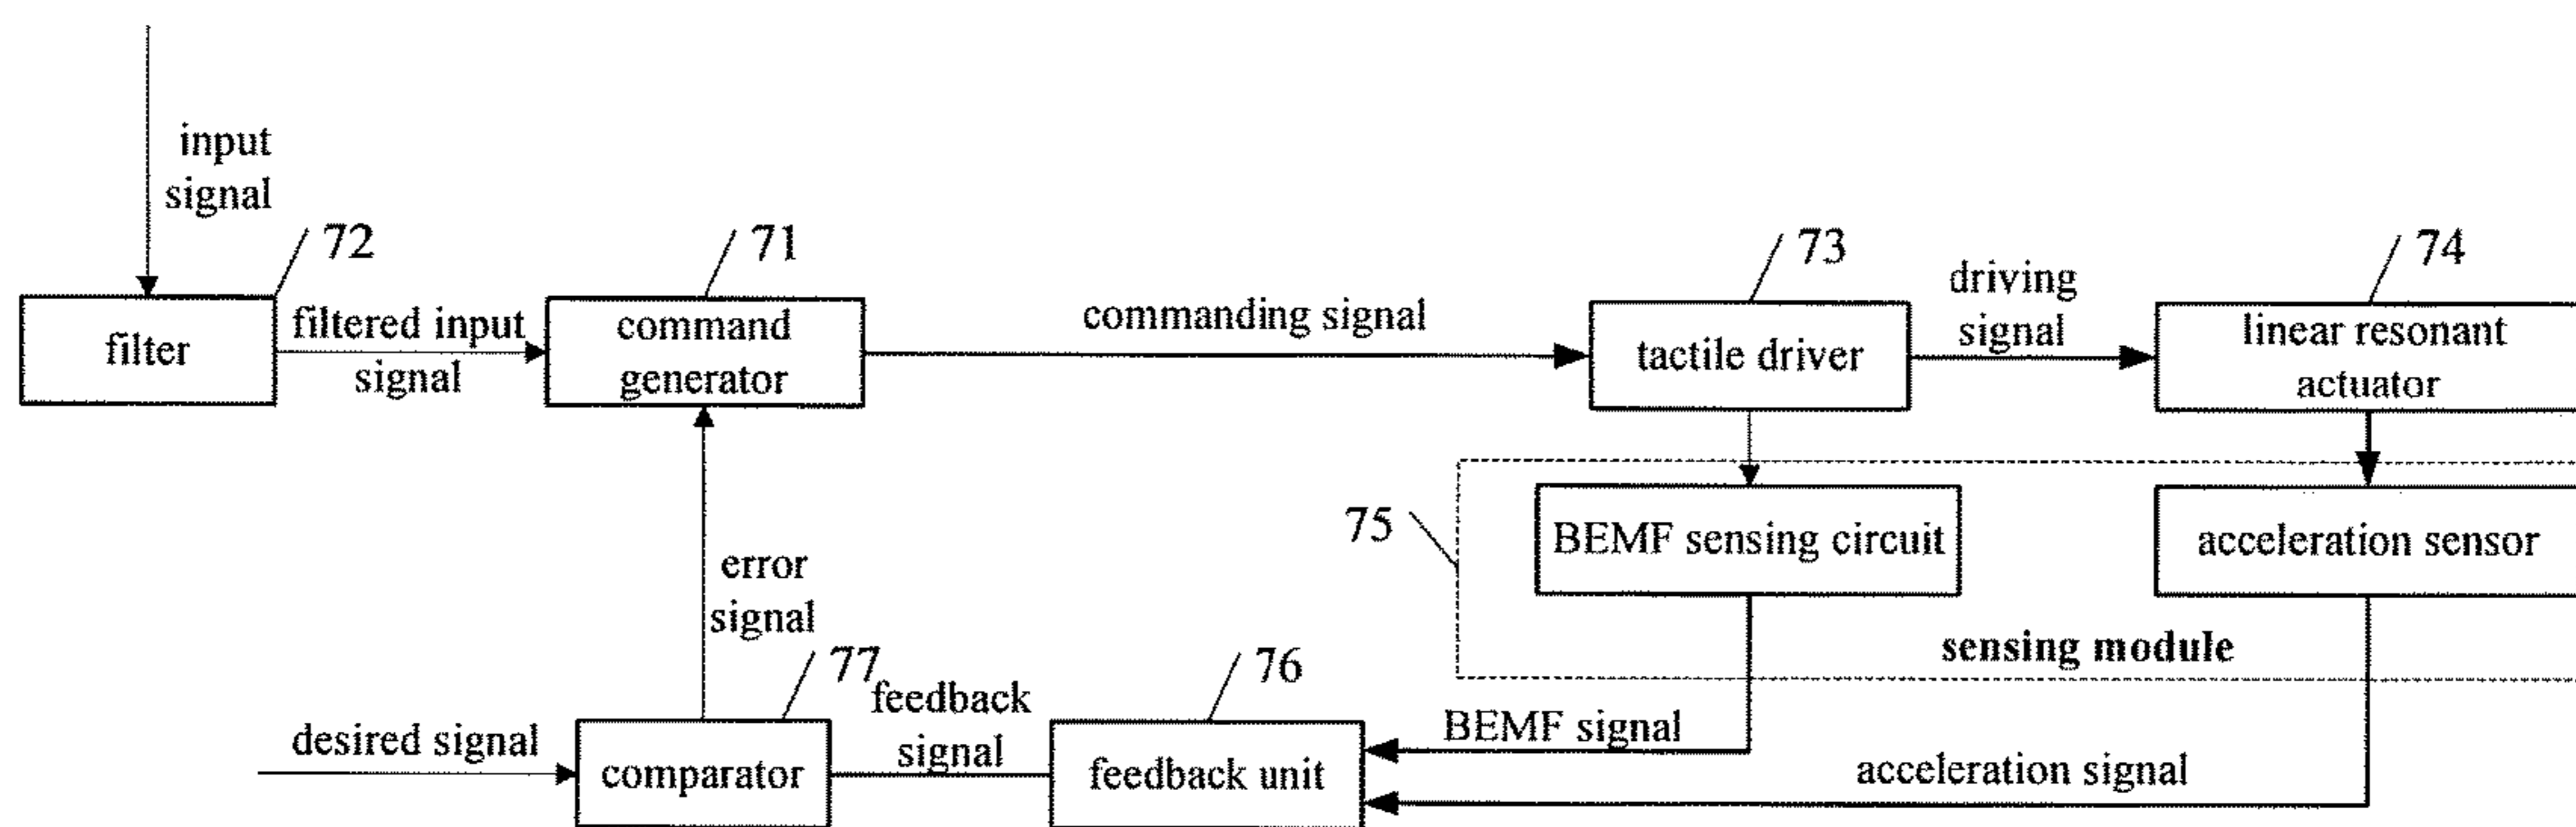 input
signal
72
71
73
74
filter
filtered input
signal
command
generator
commanding signal
tactile driver
driving
signal
linear resonant
actuator
75
BEMF sensing circuit
acceleration sensor
sensing module
error
signal
77
76
desired signal
comparator
feedback
signal
feedback unit
BEMF signal
acceleration signal